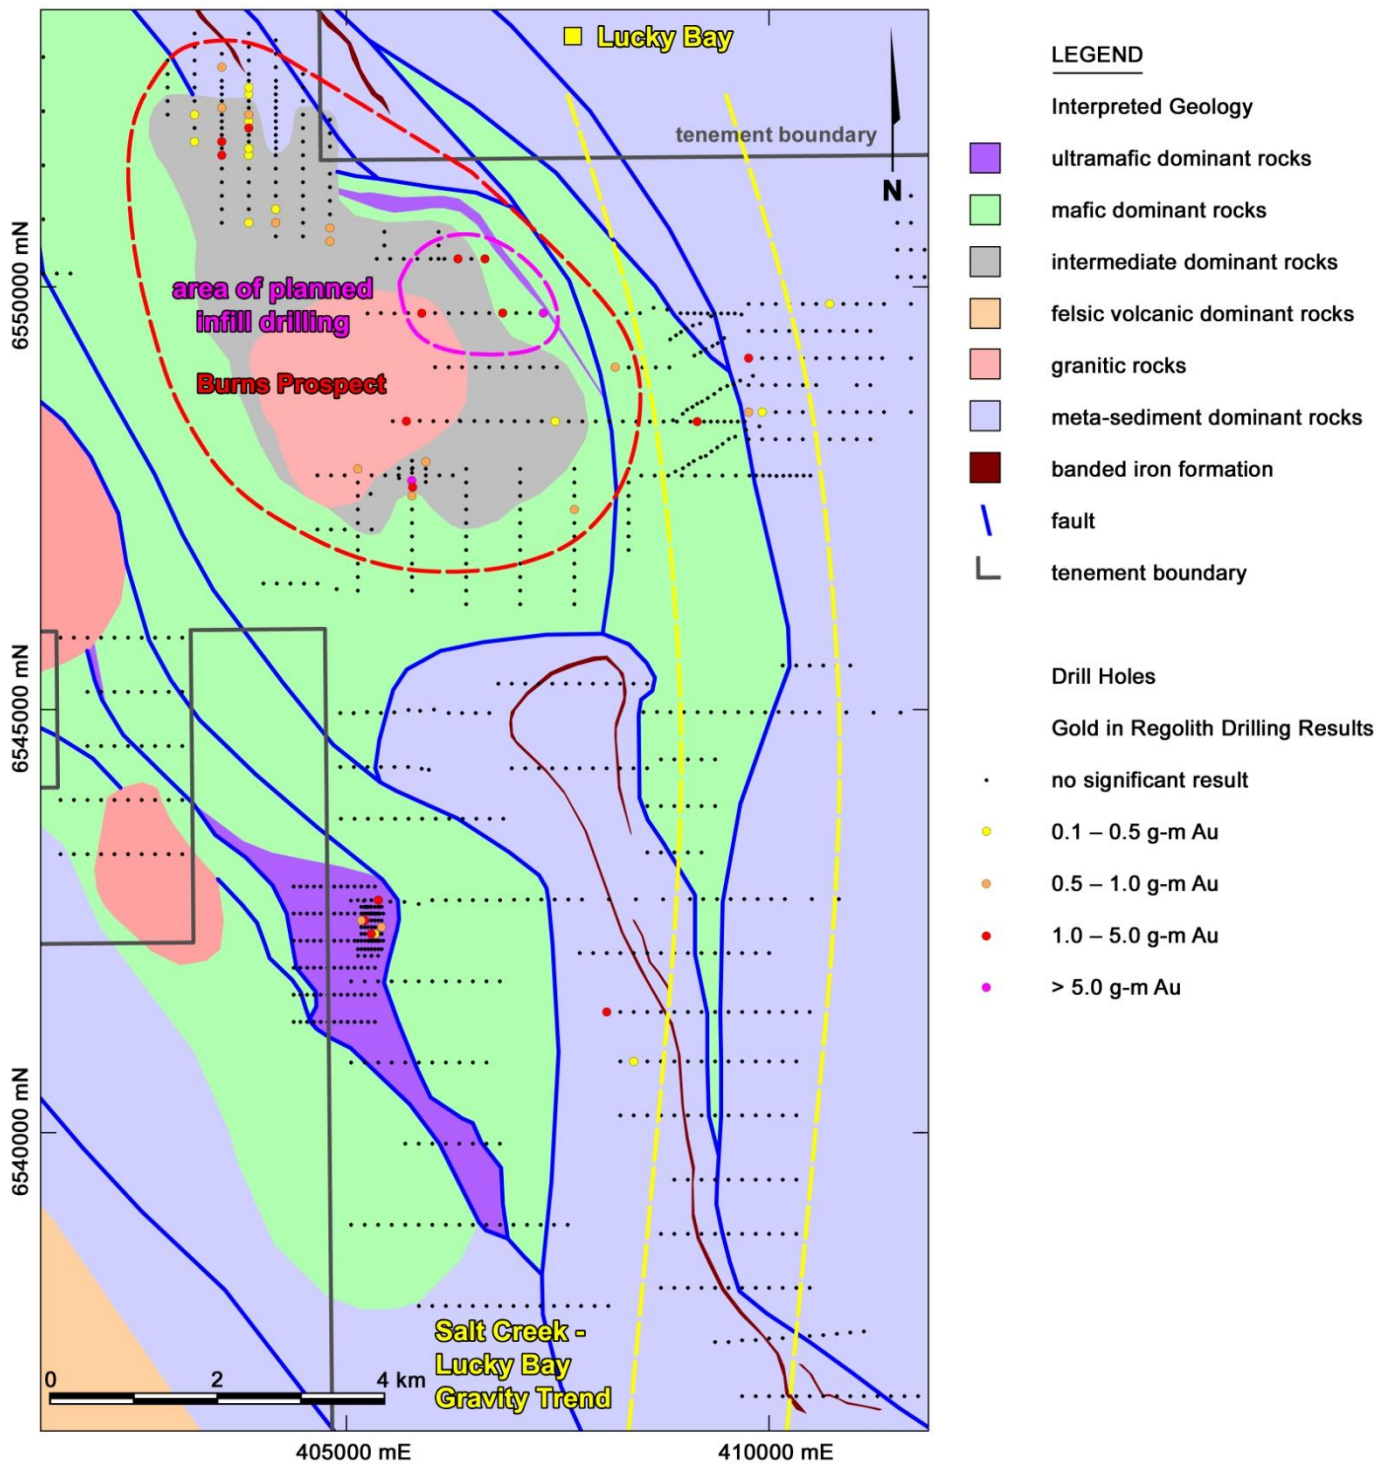 Lucky Bay
tenement boundary
N
area of planned
infill drilling
Burns Prospect
6550000 mN
6545000 mN
6540000 mN
Salt Creek -
Lucky Bay
Gravity Trend
0 2 4 km
405000 mE 410000 mE
LEGEND
Interpreted Geology
ultramafic dominant rocks
mafic dominant rocks
intermediate dominant rocks
felsic volcanic dominant rocks
granitic rocks
meta-sediment dominant rocks
banded iron formation
fault
tenement boundary
Drill Holes
Gold in Regolith Drilling Results
no significant result
0.1 – 0.5 g-m Au
0.5 – 1.0 g-m Au
1.0 – 5.0 g-m Au
> 5.0 g-m Au